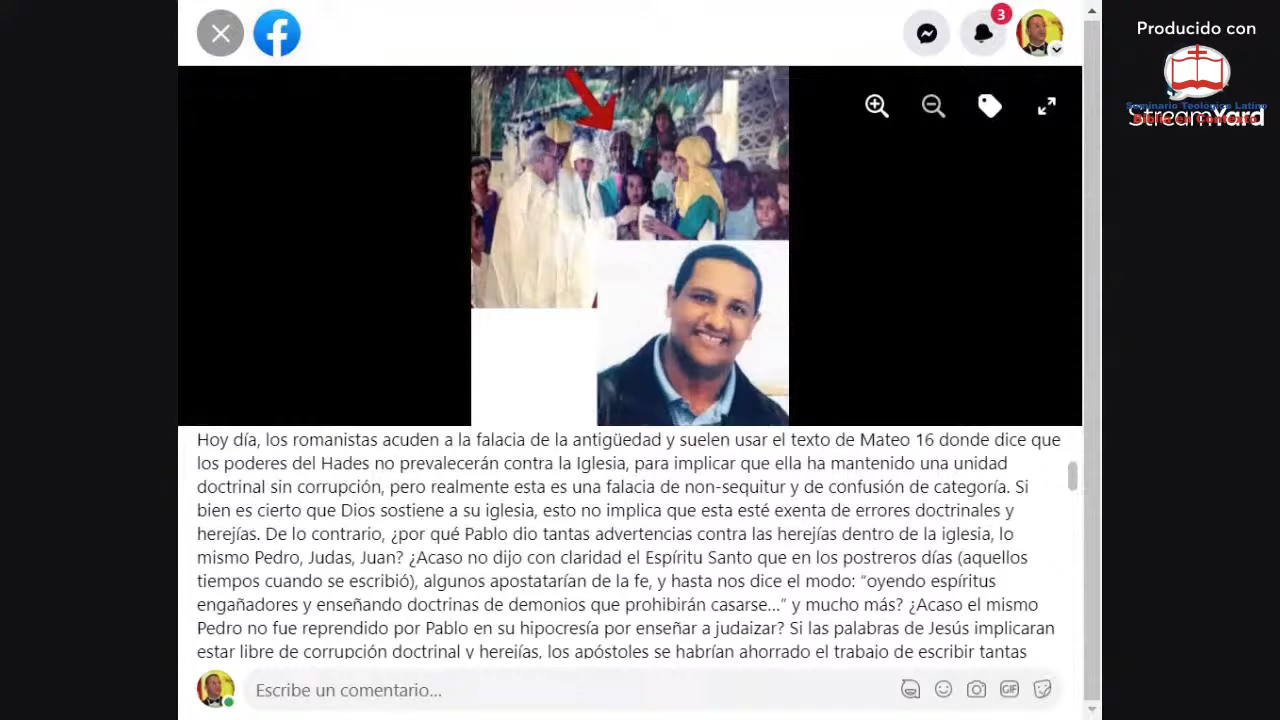 3
Producido con
Seminario Teologico Latino
StreamYard
Biblia en Contexto
Hoy día, los romanistas acuden a la falacia de la antigüedad y suelen usar el texto de Mateo 16 donde dice que
los poderes del Hades no prevalecerán contra la Iglesia, para implicar que ella ha mantenido una unidad
doctrinal sin corrupción, pero realmente esta es una falacia de non-sequitur y de confusión de categoría. Si
bien es cierto que Dios sostiene a su iglesia, esto no implica que esta esté exenta de errores doctrinales y
herejías. De lo contrario, ¿por qué Pablo dio tantas advertencias contra las herejías dentro de la iglesia, lo
mismo Pedro, Judas, Juan? ¿Acaso no dijo con claridad el Espíritu Santo que en los postreros días (aquellos
tiempos cuando se escribió), algunos apostatarían de la fe, y hasta nos dice el modo: “oyendo espíritus
engañadores y enseñando doctrinas de demonios que prohibirán casarse...” y mucho más? ¿Acaso el mismo
Pedro no fue reprendido por Pablo en su hipocresía por enseñar a judaizar? Si las palabras de Jesús implicaran
estar libre de corrupción doctrinal y herejías, los apóstoles se habrían ahorrado el trabajo de escribir tantas
Escribe un comentario...
GIF